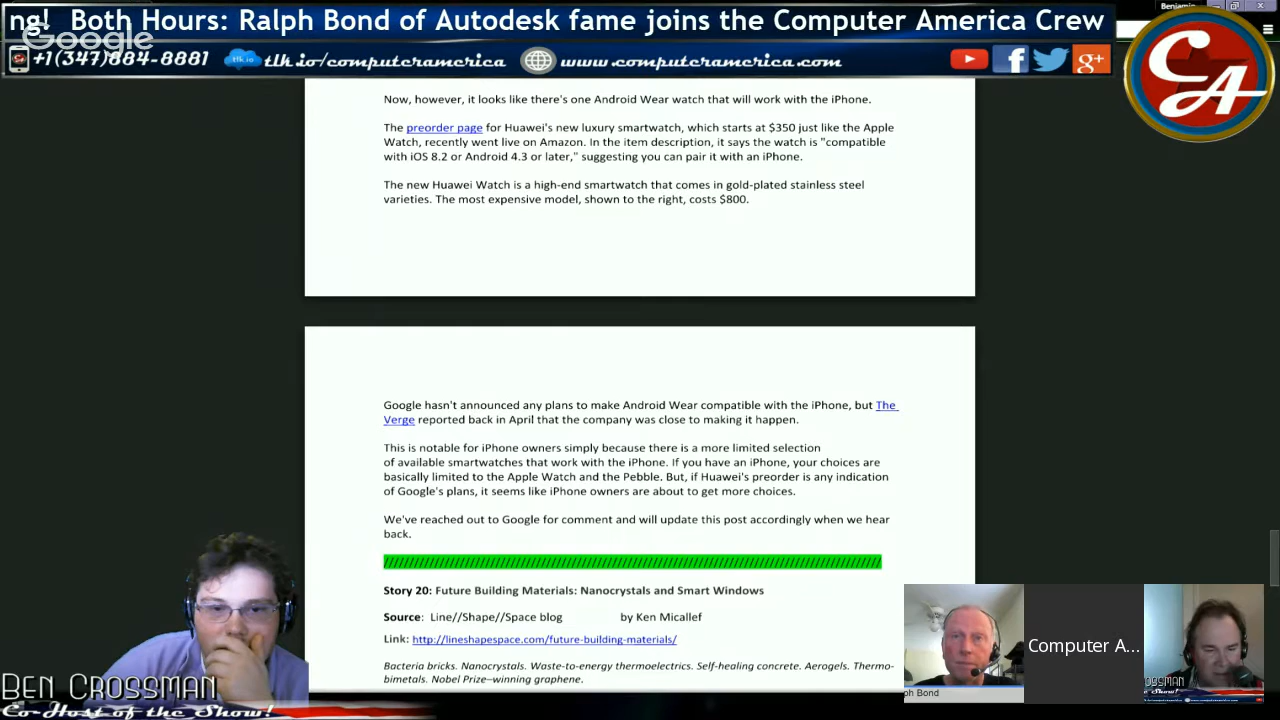 ng!  Both Hours: Ralph Bond of Autodesk fame joins the Computer America Crew
Benjamin
Google
+1(347)884-8881
tlk.io
tlk.io/computeramerica
www.computeramerica.com
CA
Now, however, it looks like there's one Android Wear watch that will work with the iPhone.
The preorder page for Huawei's new luxury smartwatch, which starts at $350 just like the Apple
Watch, recently went live on Amazon. In the item description, it says the watch is "compatible
with iOS 8.2 or Android 4.3 or later," suggesting you can pair it with an iPhone.
The new Huawei Watch is a high-end smartwatch that comes in gold-plated stainless steel
varieties. The most expensive model, shown to the right, costs $800.
Google hasn't announced any plans to make Android Wear compatible with the iPhone, but The
Verge reported back in April that the company was close to making it happen.
This is notable for iPhone owners simply because there is a more limited selection
of available smartwatches that work with the iPhone. If you have an iPhone, your choices are
basically limited to the Apple Watch and the Pebble. But, if Huawei's preorder is any indication
of Google's plans, it seems like iPhone owners are about to get more choices.
We've reached out to Google for comment and will update this post accordingly when we hear
back.
////////////////////////////////////////////////////////////////////////////////////////////////
Story 20: Future Building Materials: Nanocrystals and Smart Windows
Source: Line//Shape//Space blog by Ken Micallef
Link: http://lineshapespace.com/future-building-materials/
Bacteria bricks. Nanocrystals. Waste-to-energy thermoelectrics. Self-healing concrete. Aerogels. Thermo-
bimetals. Nobel Prize–winning graphene.
Ben Crossman
Co-Host of the Show!
ph Bond
Computer A...
OSSMAN
he Show!